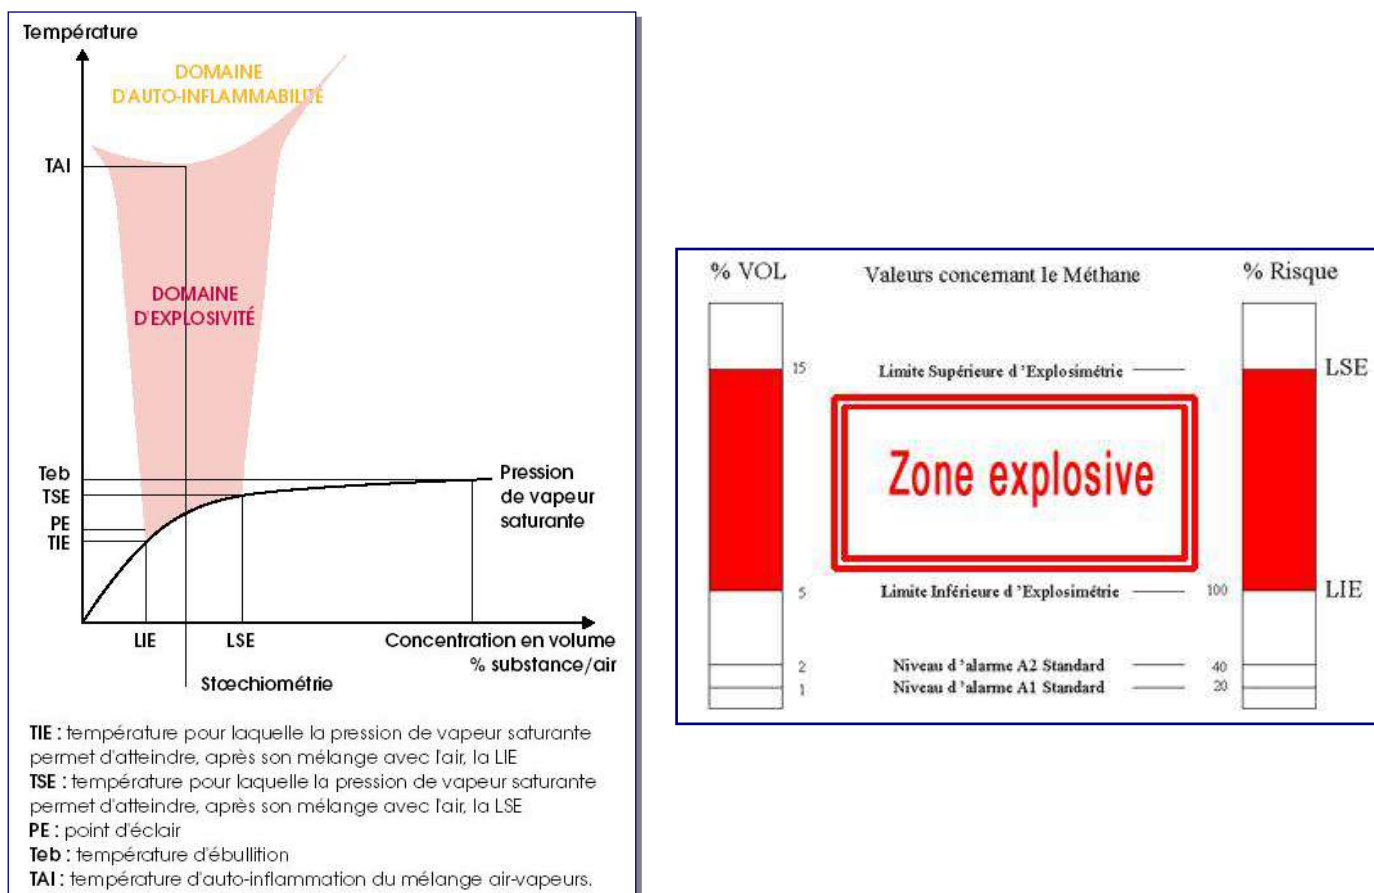 Température
DOMAINE
D'AUTO-INFLAMMABILITÉ
TAI
DOMAINE
D'EXPLOSIVITÉ
Teb
TSE
PE
TIE
Pression
de vapeur
saturante
LIE
LSE
Concentration en volume
% substance/air
Stœchiométrie
TIE : température pour laquelle la pression de vapeur saturante
permet d'atteindre, après son mélange avec l'air, la LIE
TSE : température pour laquelle la pression de vapeur saturante
permet d'atteindre, après son mélange avec l'air, la LSE
PE : point d'éclair
Teb : température d'ébullition
TAI : température d'auto-inflammation du mélange air-vapeurs.
% VOL
Valeurs concernant le Méthane
% Risque
15
Limite Supérieure d'Explosimétrie
LSE
Zone explosive
5
Limite Inférieure d'Explosimétrie
100
LIE
2
Niveau d'alarme A2 Standard
40
1
Niveau d'alarme A1 Standard
20